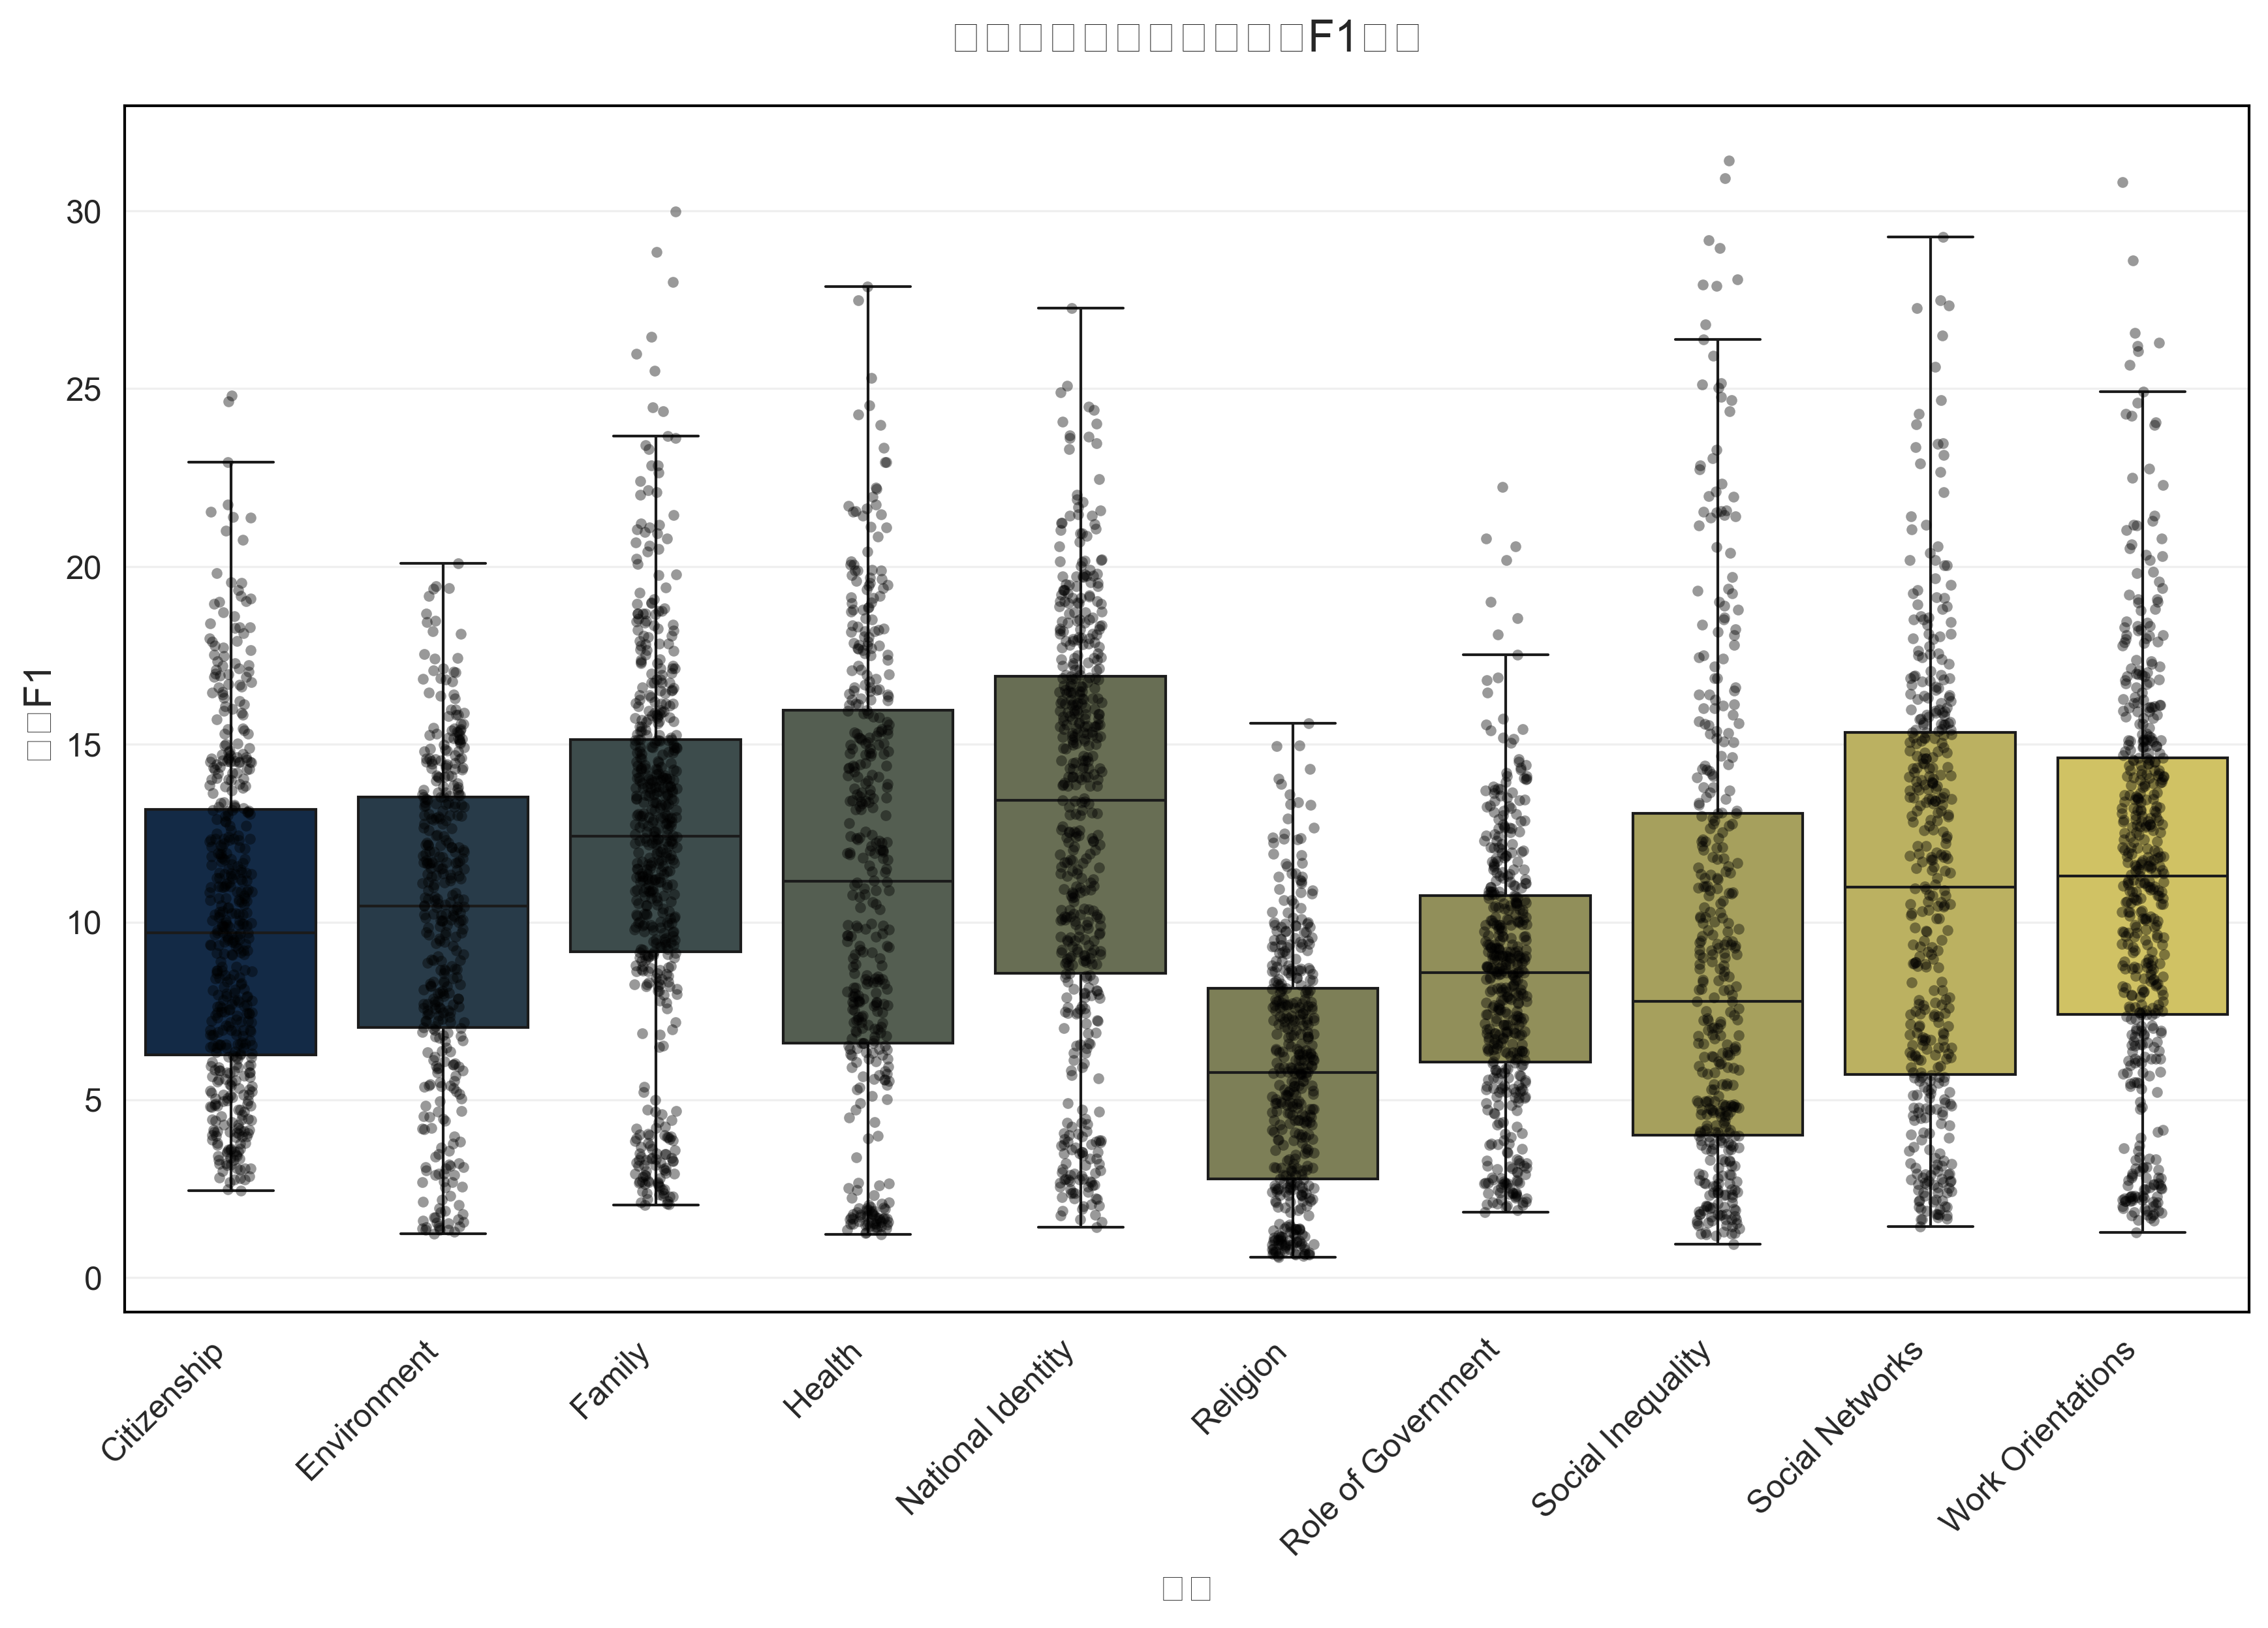 F1
30
25
20
15
10
5
0
F1
Citizenship
Environment
Family
Health
National Identity
Religion
Role of Government
Social Inequality
Social Networks
Work Orientations